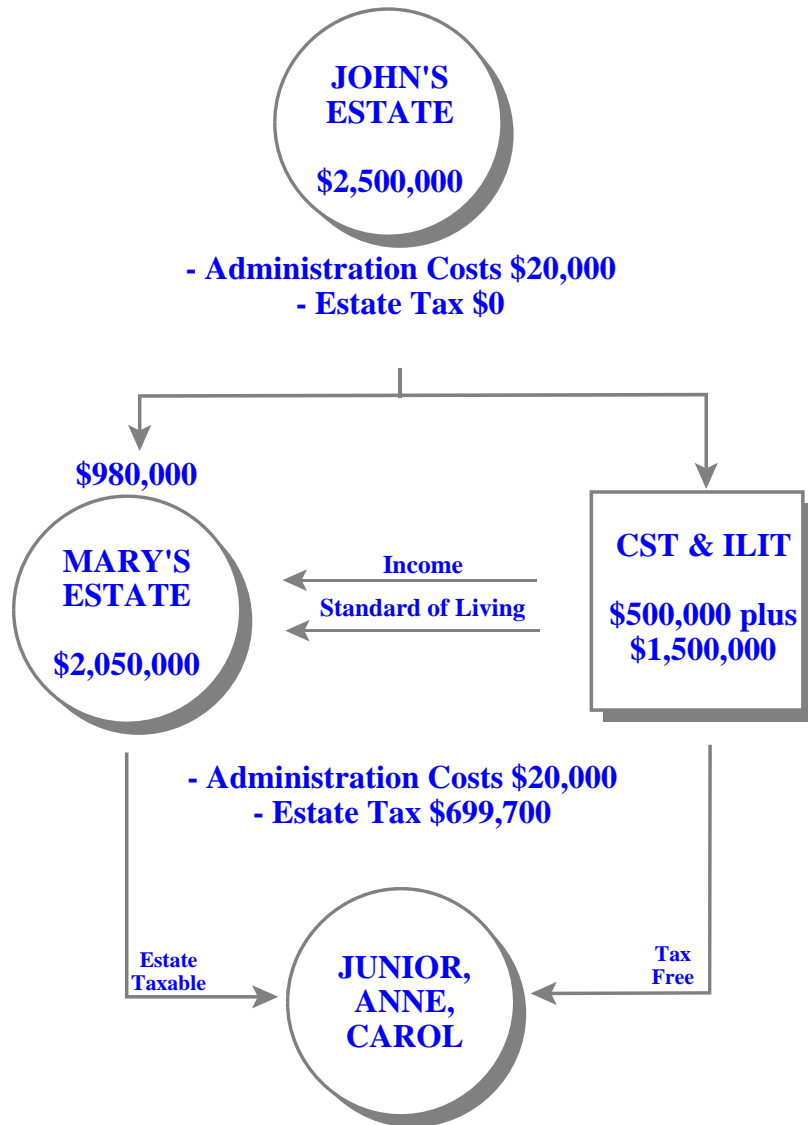 JOHN'S
ESTATE
$2,500,000
- Administration Costs $20,000
- Estate Tax $0
$980,000
MARY'S
ESTATE
$2,050,000
Income
Standard of Living
CST & ILIT
$500,000 plus
$1,500,000
- Administration Costs $20,000
- Estate Tax $699,700
Estate
Taxable
JUNIOR,
ANNE,
CAROL
Tax
Free